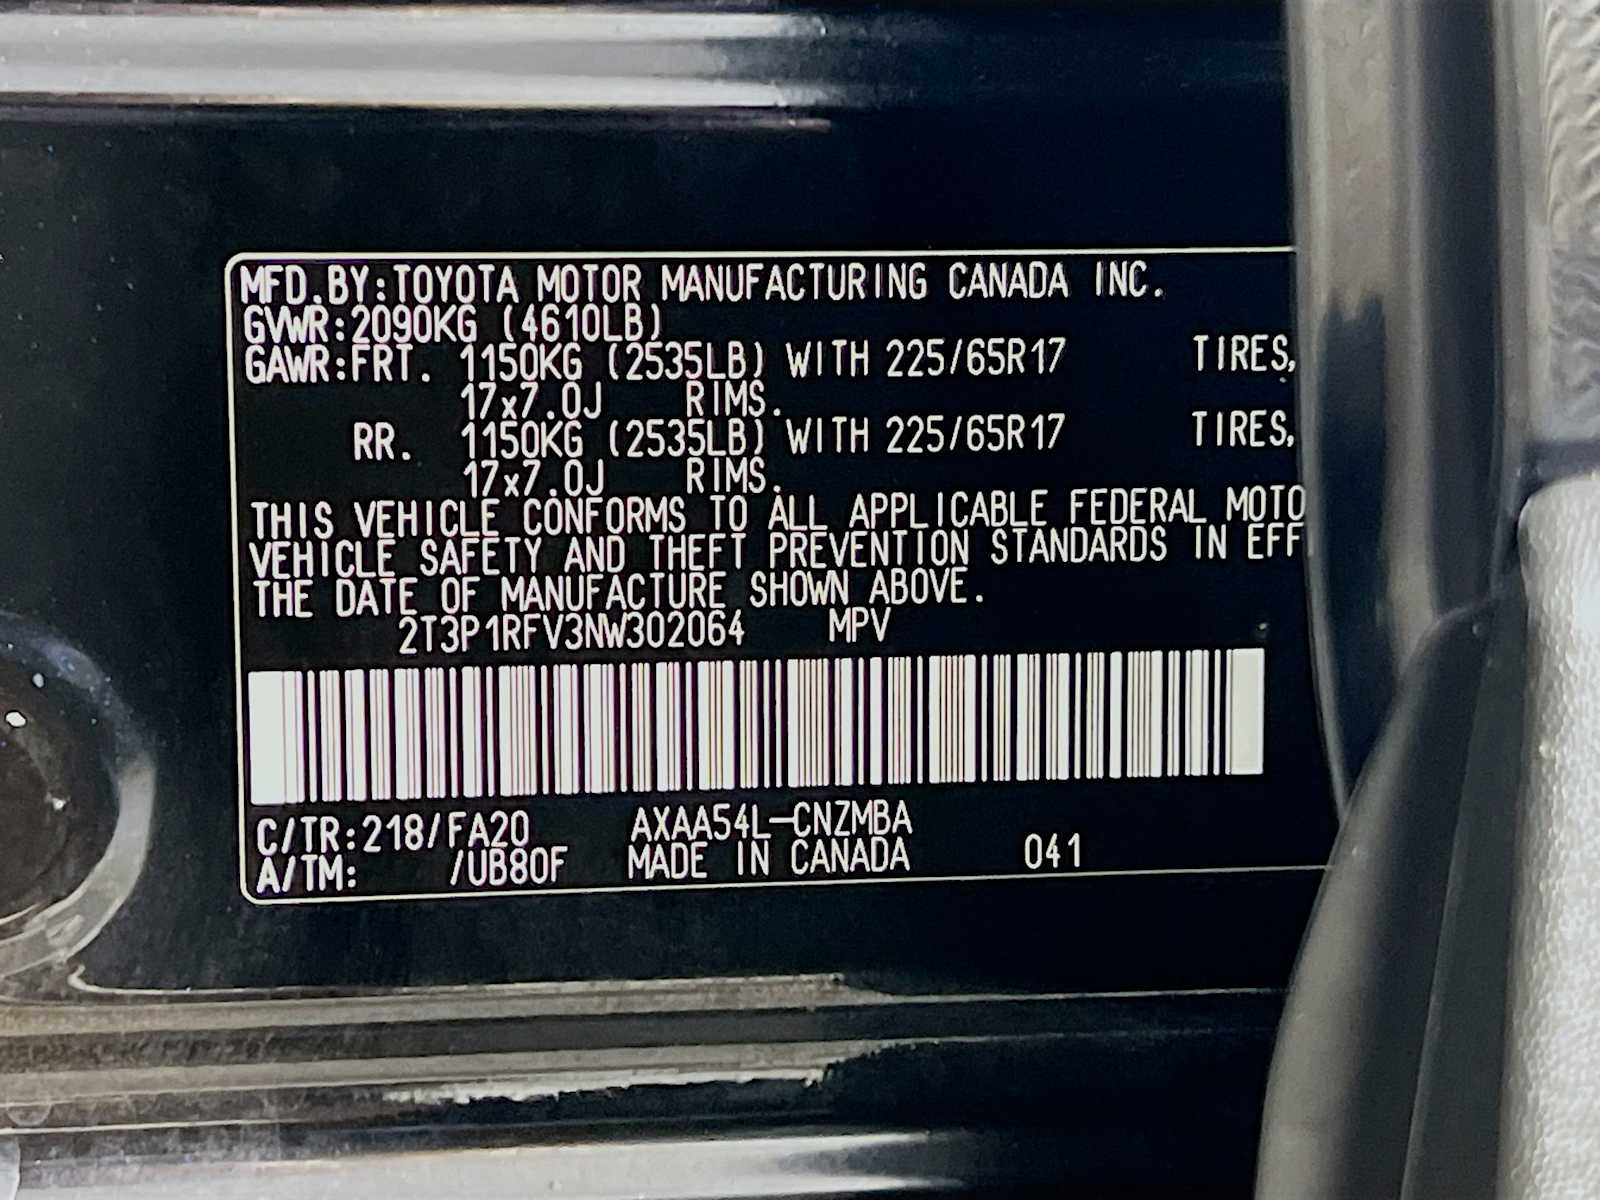 MFD.BY:TOYOTA MOTOR MANUFACTURING CANADA INC.
GVWR:2090KG (4610LB)
GAWR:FRT. 1150KG (2535LB) WITH 225/65R17 TIRES,
17x7.0J RIMS.
RR. 1150KG (2535LB) WITH 225/65R17 TIRES,
17x7.0J RIMS.
THIS VEHICLE CONFORMS TO ALL APPLICABLE FEDERAL MOTO
VEHICLE SAFETY AND THEFT PREVENTION STANDARDS IN EFF
THE DATE OF MANUFACTURE SHOWN ABOVE.
2T3P1RFV3NW302064 MPV
C/TR:218/FA20 AXAA54L-CNZMBA
A/TM: /UB80F MADE IN CANADA 041